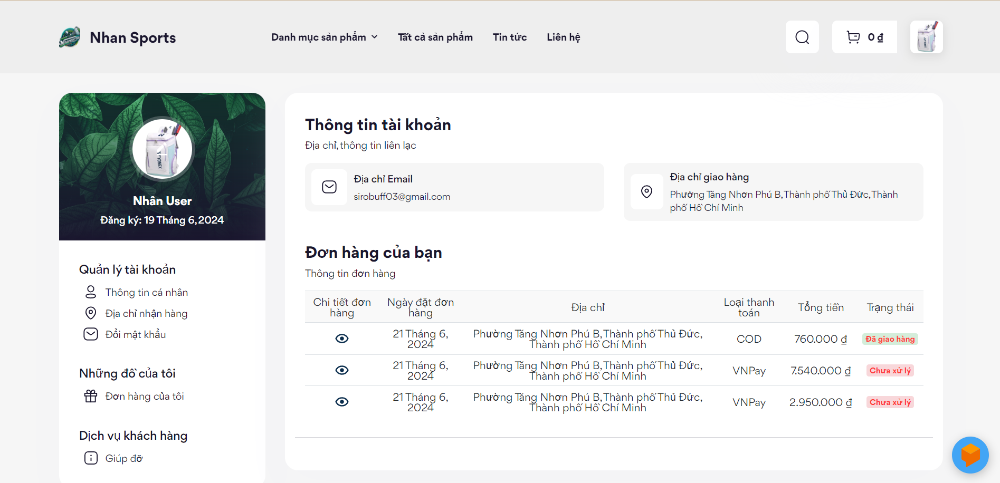 Nhan Sports
Danh mục sản phẩm
Tất cả sản phẩm
Tin tức
Liên hệ
0 ₫
Nhân User
Đăng ký: 19 Tháng 6, 2024
Quản lý tài khoản
Thông tin cá nhân
Địa chỉ nhận hàng
Đổi mật khẩu
Những đồ của tôi
Đơn hàng của tôi
Dịch vụ khách hàng
Giúp đỡ
Thông tin tài khoản
Địa chỉ, thông tin liên lạc
Địa chỉ Email
sirobuff03@gmail.com
Địa chỉ giao hàng
Phường Tăng Nhơn Phú B, Thành phố Thủ Đức, Thành
phố Hồ Chí Minh
Đơn hàng của bạn
Thông tin đơn hàng
Chi tiết đơn
hàng
Ngày đặt đơn
hàng
Địa chỉ
Loại thanh
toán
Tổng tiền
Trạng thái
21 Tháng 6,
2024
Phường Tăng Nhơn Phú B, Thành phố Thủ Đức,
Thành phố Hồ Chí Minh
COD
760.000 ₫
Đã giao hàng
21 Tháng 6,
2024
Phường Tăng Nhơn Phú B, Thành phố Thủ Đức,
Thành phố Hồ Chí Minh
VNPay
7.540.000 ₫
Chưa xử lý
21 Tháng 6,
2024
Phường Tăng Nhơn Phú B, Thành phố Thủ Đức,
Thành phố Hồ Chí Minh
VNPay
2.950.000 ₫
Chưa xử lý
YONEX